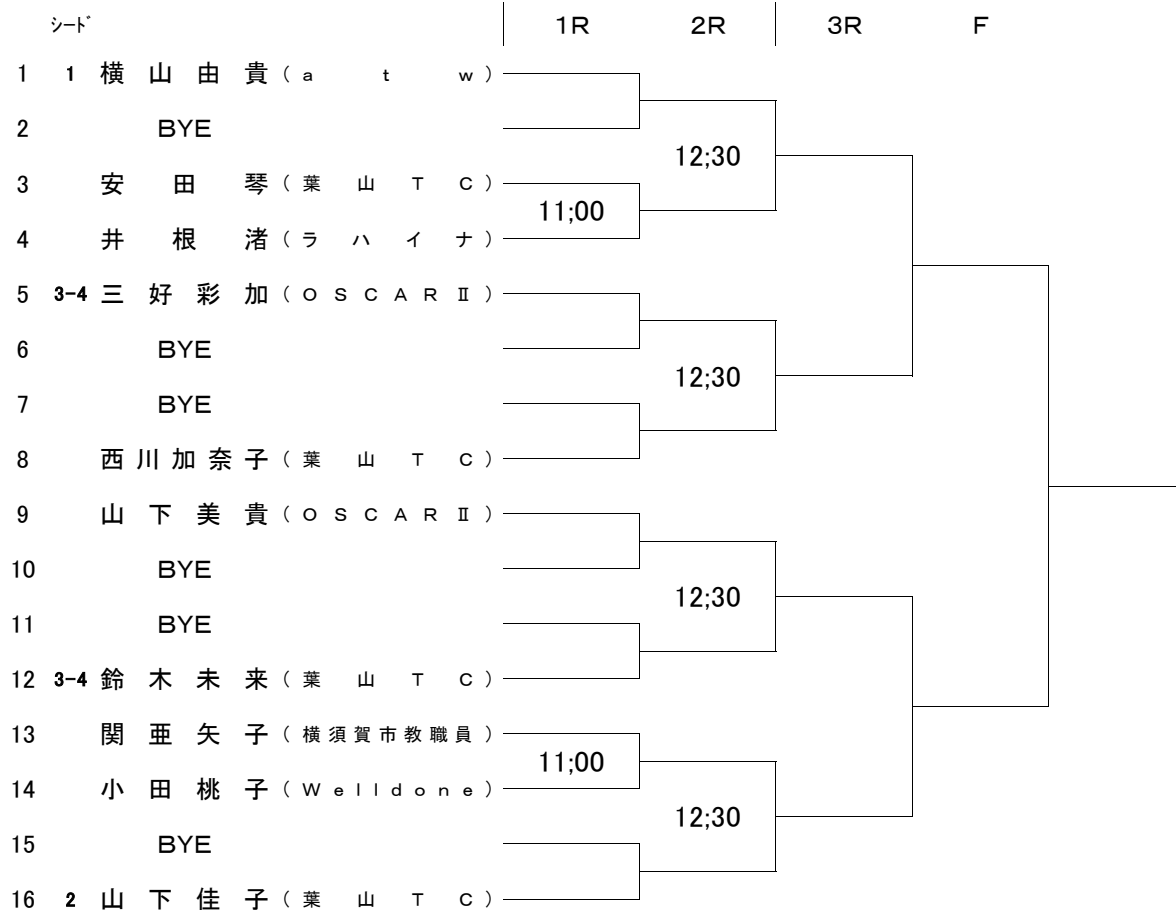 ｼｰﾄﾞ 1R 2R 3R F
1 1 横山由貴(atw)
2 BYE
12;30
3 安田琴(葉山TC)
11;00
4 井根渚(ラハイナ)
5 3-4 三好彩加(OSCARⅡ)
6 BYE
12;30
7 BYE
8 西川加奈子(葉山TC)
9 山下美貴(OSCARⅡ)
10 BYE
12;30
11 BYE
12 3-4 鈴木未来(葉山TC)
13 関亜矢子(横須賀市教職員)
11;00
14 小田桃子(Welldone)
12;30
15 BYE
16 2 山下佳子(葉山TC)